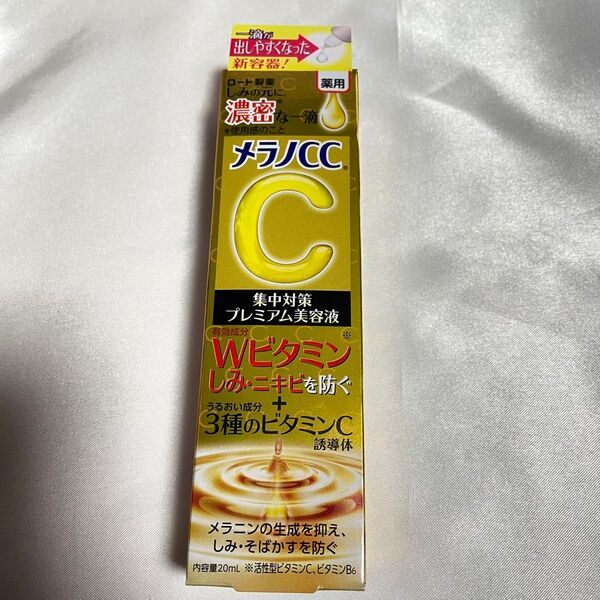 一滴が
出しやすくなった
新容器!
ロート製薬
薬用
しみの元に、
濃密な一滴
※使用感のこと
メラノCC
C
集中対策
プレミアム美容液
有効成分
Wビタミン※
しみ・ニキビを防ぐ
+
うるおい成分
3種のビタミンC
誘導体
メラニンの生成を抑え、
しみ・そばかすを防ぐ
内容量20mL ※活性型ビタミンC、ビタミンB6